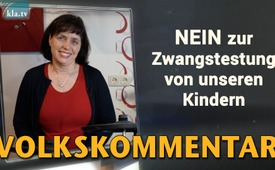 kla.tv
NEIN zur
Zwangstestung
von unseren
Kindern
VOLKSKOMMENTAR